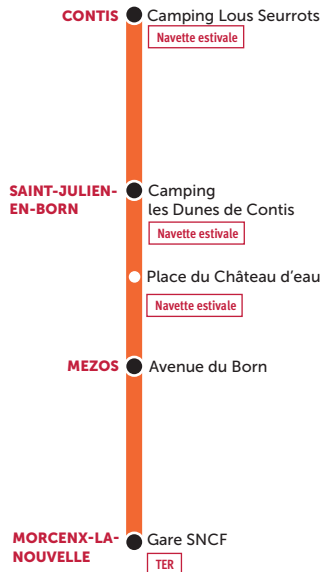 CONTIS
Camping Lous Seurrots
Navette estivale
SAINT-JULIEN-
EN-BORN
Camping
les Dunes de Contis
Navette estivale
Place du Château d'eau
Navette estivale
MEZOS
Avenue du Born
MORCENX-LA-
NOUVELLE
Gare SNCF
TER